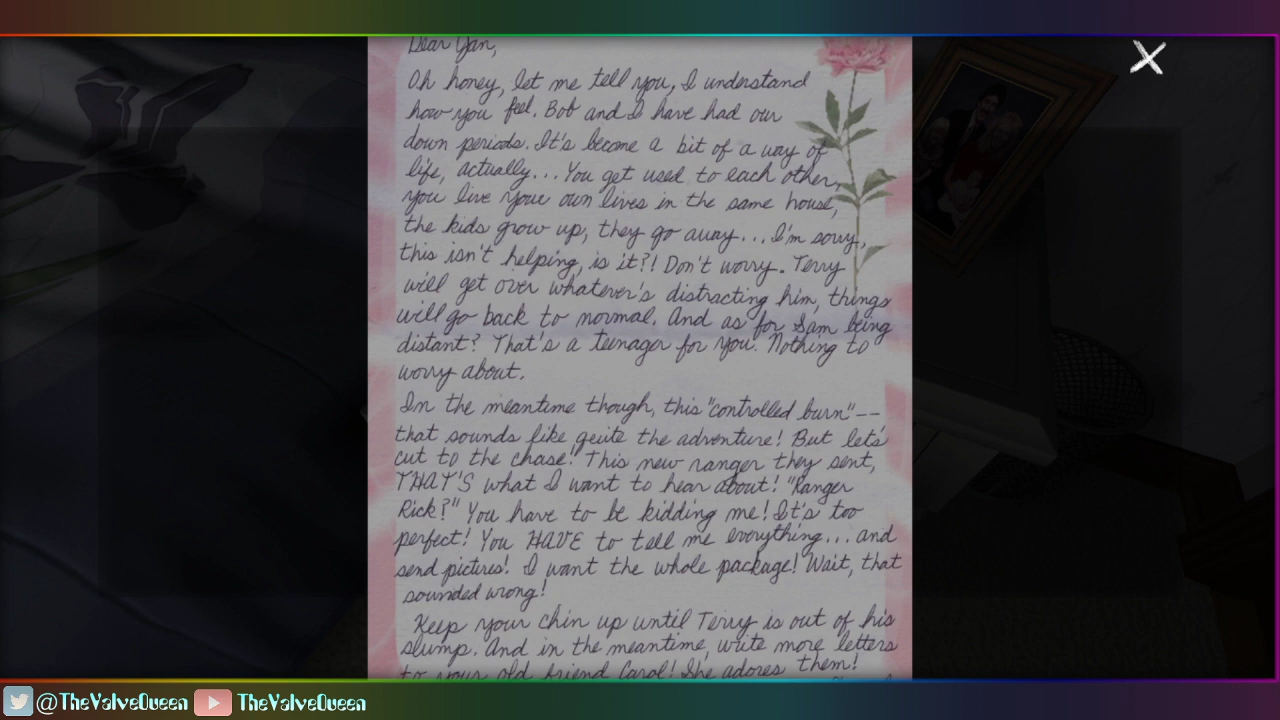 Dear Jan,
Oh honey, let me tell you, I understand
how you feel. Bob and I have had our
down periods. It's become a bit of a way of
life, actually... You get used to each other,
you live your own lives in the same house,
the kids grow up, they go away... I'm sorry,
this isn't helping, is it?! Don't worry. Terry
will get over whatever's distracting him, things
will go back to normal. And as for Sam being
distant? That's a teenager for you. Nothing to
worry about.
In the meantime though, this "controlled burn"--
that sounds like quite the adventure! But let's
cut to the chase! This new ranger they sent,
THAT'S what I want to hear about! "Ranger
Rick?" You have to be kidding me! It's too
perfect! You HAVE to tell me everything... and
send pictures! I want the whole package! Wait, that
sounded wrong!
Keep your chin up until Terry is out of his
slump. And in the meantime, write more letters
to your old friend Carol! She adores them!
@TheValveQueen TheValveQueen